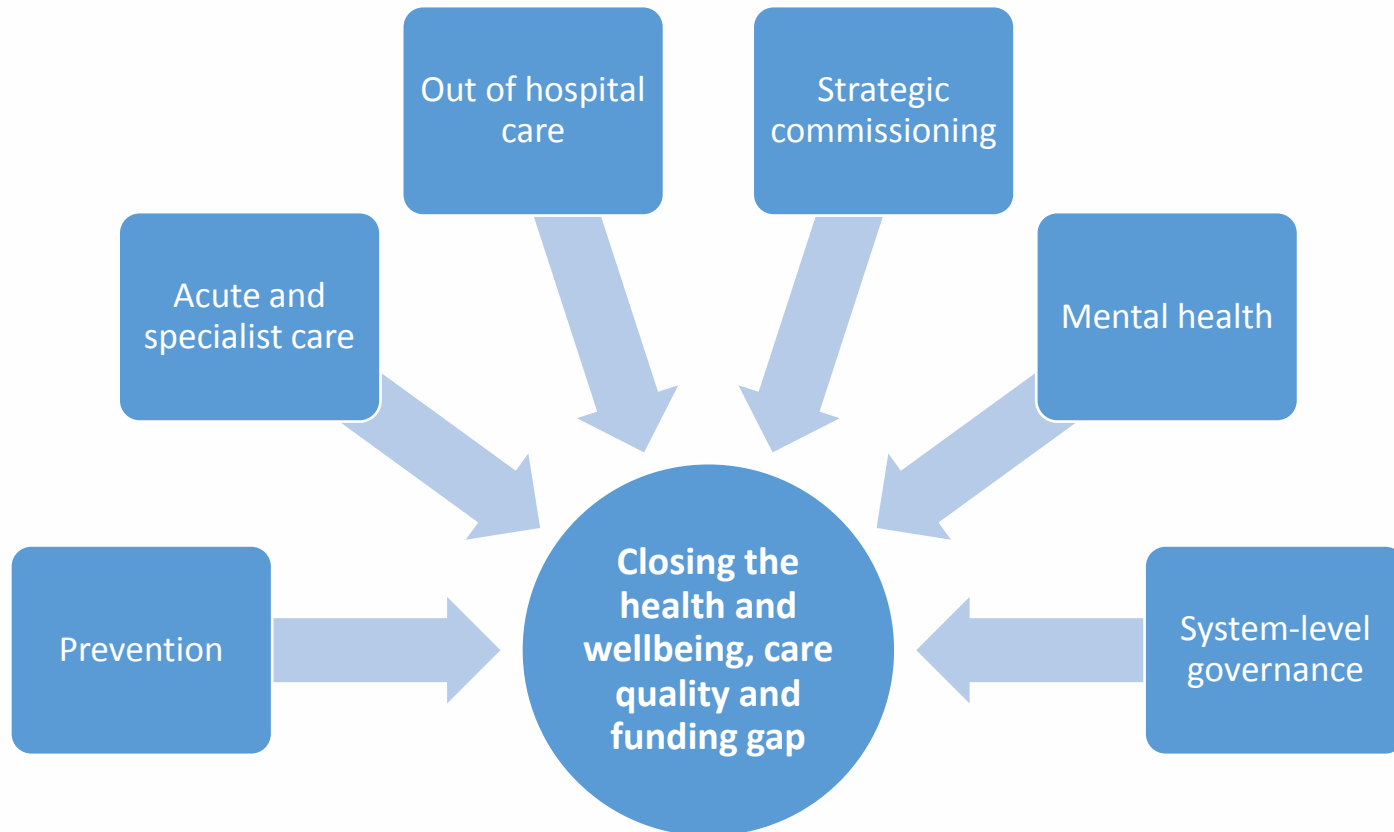 Out of hospital
care
Strategic
commissioning
Acute and
specialist care
Mental health
Prevention
Closing the
health and
wellbeing, care
quality and
funding gap
System-level
governance